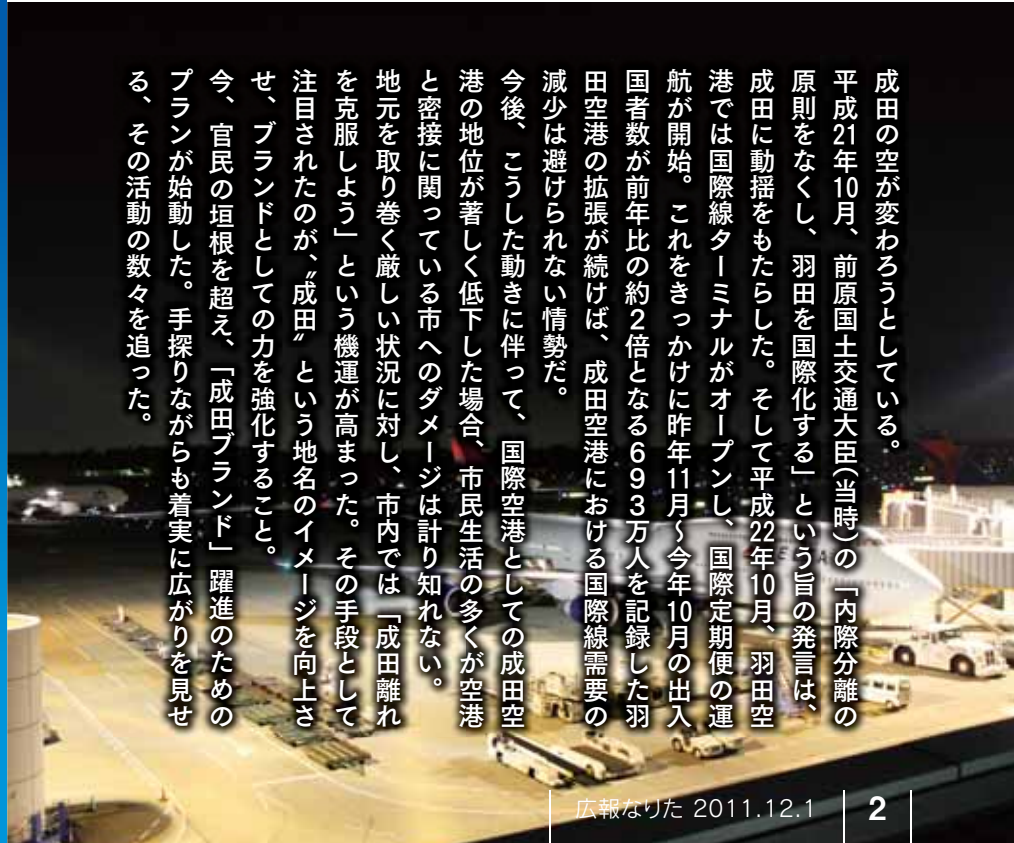 成田の空が変わろうとしている。
平成21年10月、前原国土交通大臣（当時）の「内際分離の
原則をなくし、羽田を国際化する」という旨の発言は、
成田に動揺をもたらした。そして平成22年10月、羽田空
港では国際線ターミナルがオープンし、国際定期便の運
航が開始。これをきっかけに昨年11月～今年10月の出入
国者数が前年比の約2倍となる693万人を記録した羽
田空港の拡張が続けば、成田空港における国際線需要の
減少は避けられない情勢だ。
今後、こうした動きに伴って、国際空港としての成田空
港の地位が著しく低下した場合、市民生活の多くが空港
と密接に関っている市へのダメージは計り知れない。
地元を取り巻く厳しい状況に対し、市内では「成田離れ
を克服しよう」という機運が高まった。その手段として
注目されたのが、〝成田〟という地名のイメージを向上さ
せ、ブランドとしての力を強化すること。
今、官民の垣根を超え、「成田ブランド」躍進のための
プランが始動した。手探りながらも着実に広がりを見せ
る、その活動の数々を追った。
広報なりた 2011.12.1
2